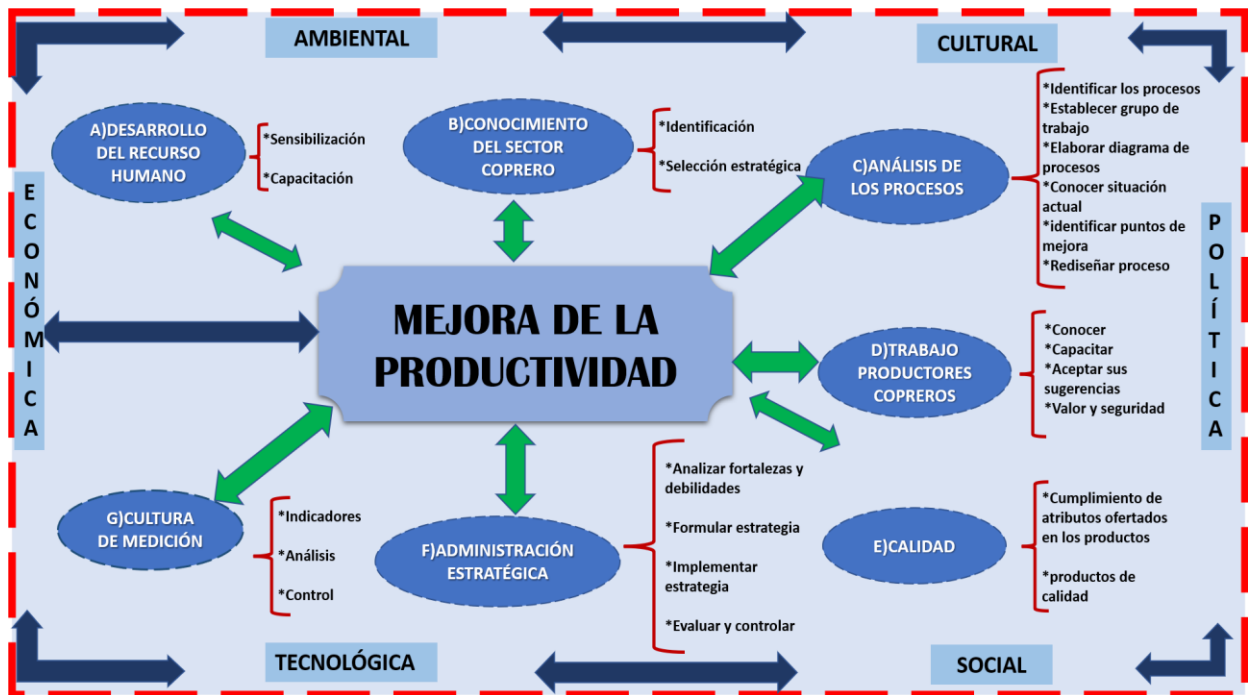 AMBIENTAL
CULTURAL
ECONÓMICA
POLÍTICA
A)DESARROLLO
DEL RECURSO
HUMANO
*Sensibilización
*Capacitación
B)CONOCIMIENTO
DEL SECTOR
COPRERO
*Identificación
*Selección estratégica
C)ANÁLISIS DE
LOS PROCESOS
*Identificar los procesos
*Establecer grupo de
trabajo
*Elaborar diagrama de
procesos
*Conocer situación
actual
*identificar puntos de
mejora
*Rediseñar proceso
MEJORA DE LA
PRODUCTIVIDAD
D)TRABAJO
PRODUCTORES
COPREROS
*Conocer
*Capacitar
*Aceptar sus
sugerencias
*Valor y seguridad
G)CULTURA
DE MEDICIÓN
*Indicadores
*Análisis
*Control
F)ADMINISTRACIÓN
ESTRATÉGICA
*Analizar fortalezas y
debilidades
*Formular estrategia
*Implementar
estrategia
*Evaluar y controlar
E)CALIDAD
*Cumplimiento de
atributos ofertados
en los productos
*productos de
calidad
TECNOLÓGICA
SOCIAL